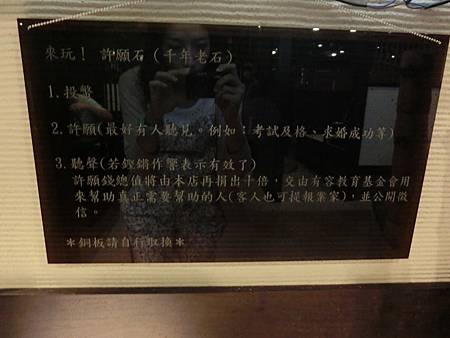 來玩！ 許願石（千年老石）
1.投幣
2.許願(最好有人聽見。例如：考試及格、求婚成功等)
3.聽聲(若鏗鏘作響表示有效了)
許願錢總值將由本店再捐出十倍，交由有容教育基金會用
來幫助真正需要幫助的人(客人也可提報業家)，並公開徵
信。
＊銅板請自行取換＊